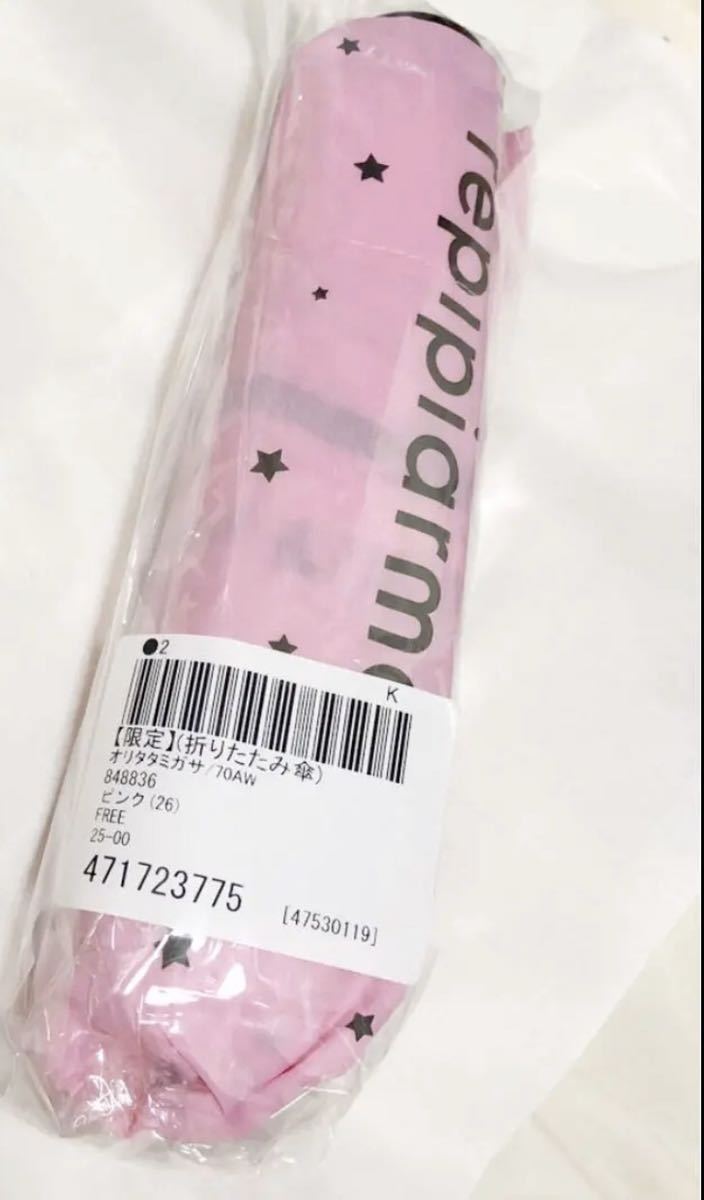 repipiarmo
●2
K
【限定】(折りたたみ傘)
オリタタミガサ/70AW
848836
ピンク(26)
FREE
25-00
471723775
[47530119]